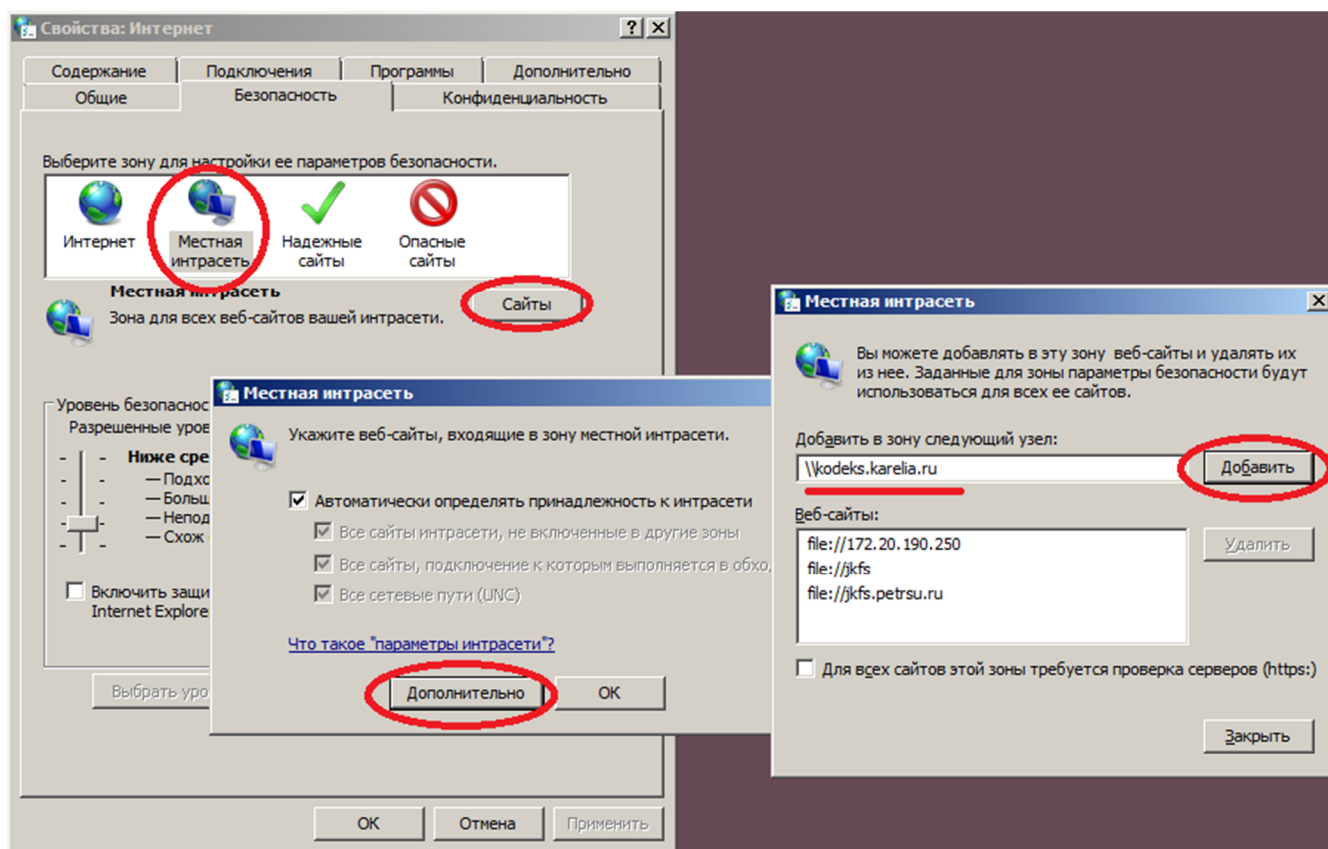 Свойства: Интернет
Содержание
Подключения
Программы
Дополнительно
Общие
Безопасность
Конфиденциальность
Выберите зону для настройки ее параметров безопасности.
Интернет
Местная
интрасеть
Надежные
сайты
Опасные
сайты
Местная интрасеть
Зона для всех веб-сайтов вашей интрасети.
Сайты
Уровень безопаснос
Разрешенные уров
Ниже сре
— Подхо
— Больш
— Непод
— Схож
Включить защи
Internet Explore
Выбрать уро
OK
Отмена
Применить
Местная интрасеть
Укажите веб-сайты, входящие в зону местной интрасети.
Автоматически определять принадлежность к интрасети
Все сайты интрасети, не включенные в другие зоны
Все сайты, подключение к которым выполняется в обхо,
Все сетевые пути (UNC)
Что такое "параметры интрасети"?
Дополнительно
OK
Местная интрасеть
Вы можете добавлять в эту зону веб-сайты и удалять их
из нее. Заданные для зоны параметры безопасности будут
использоваться для всех ее сайтов.
Добавить в зону следующий узел:
\\kodeks.karelia.ru
Добавить
Веб-сайты:
file://172.20.190.250
file://jkfs
file://jkfs.petrsu.ru
Удалить
Для всех сайтов этой зоны требуется проверка серверов (https:)
Закрыть